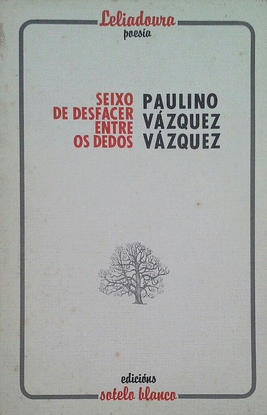 Leliadoura
poesía
SEIXO
DE DESFACER
ENTRE
OS DEDOS
PAULINO
VÁZQUEZ
VÁZQUEZ
edicións
sotelo blanco